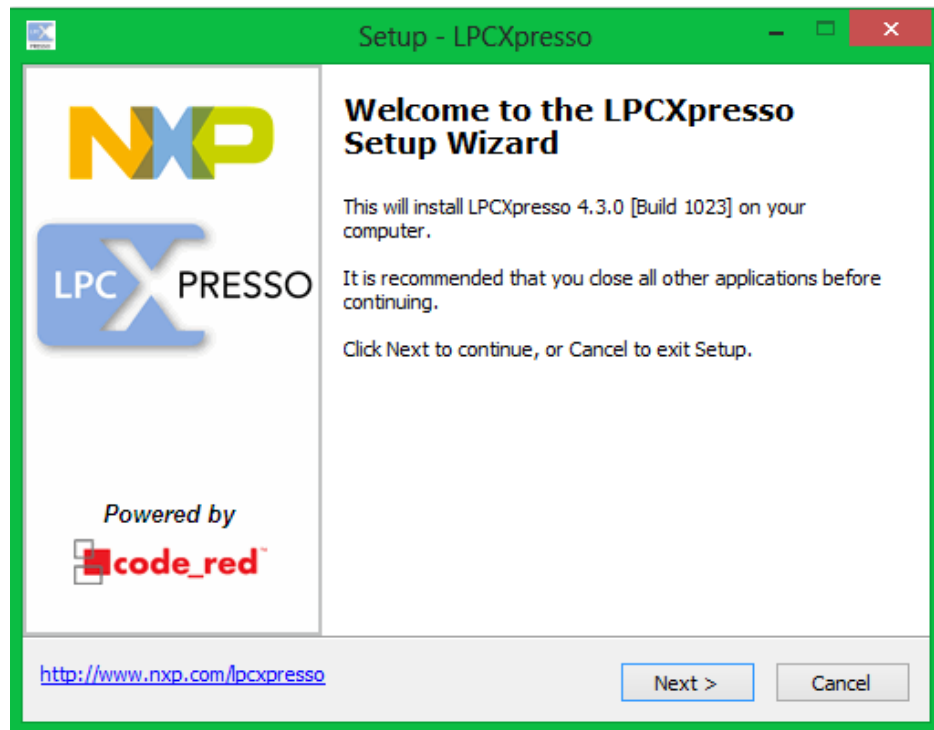 Setup - LPCXpresso
NXP
LPC XPRESSO
Powered by
code_red™
Welcome to the LPCXpresso
Setup Wizard
This will install LPCXpresso 4.3.0 [Build 1023] on your
computer.
It is recommended that you close all other applications before
continuing.
Click Next to continue, or Cancel to exit Setup.
http://www.nxp.com/lpcxpresso
Next >
Cancel